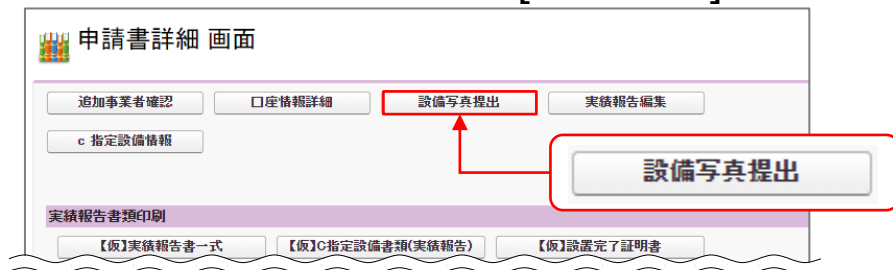 申請書詳細 画面
追加事業者確認 口座情報詳細 設備写真提出 実績報告編集
c 指定設備情報
設備写真提出
実績報告書類印刷
【仮】実績報告書一式 【仮】C指定設備書類(実績報告) 【仮】設置完了証明書